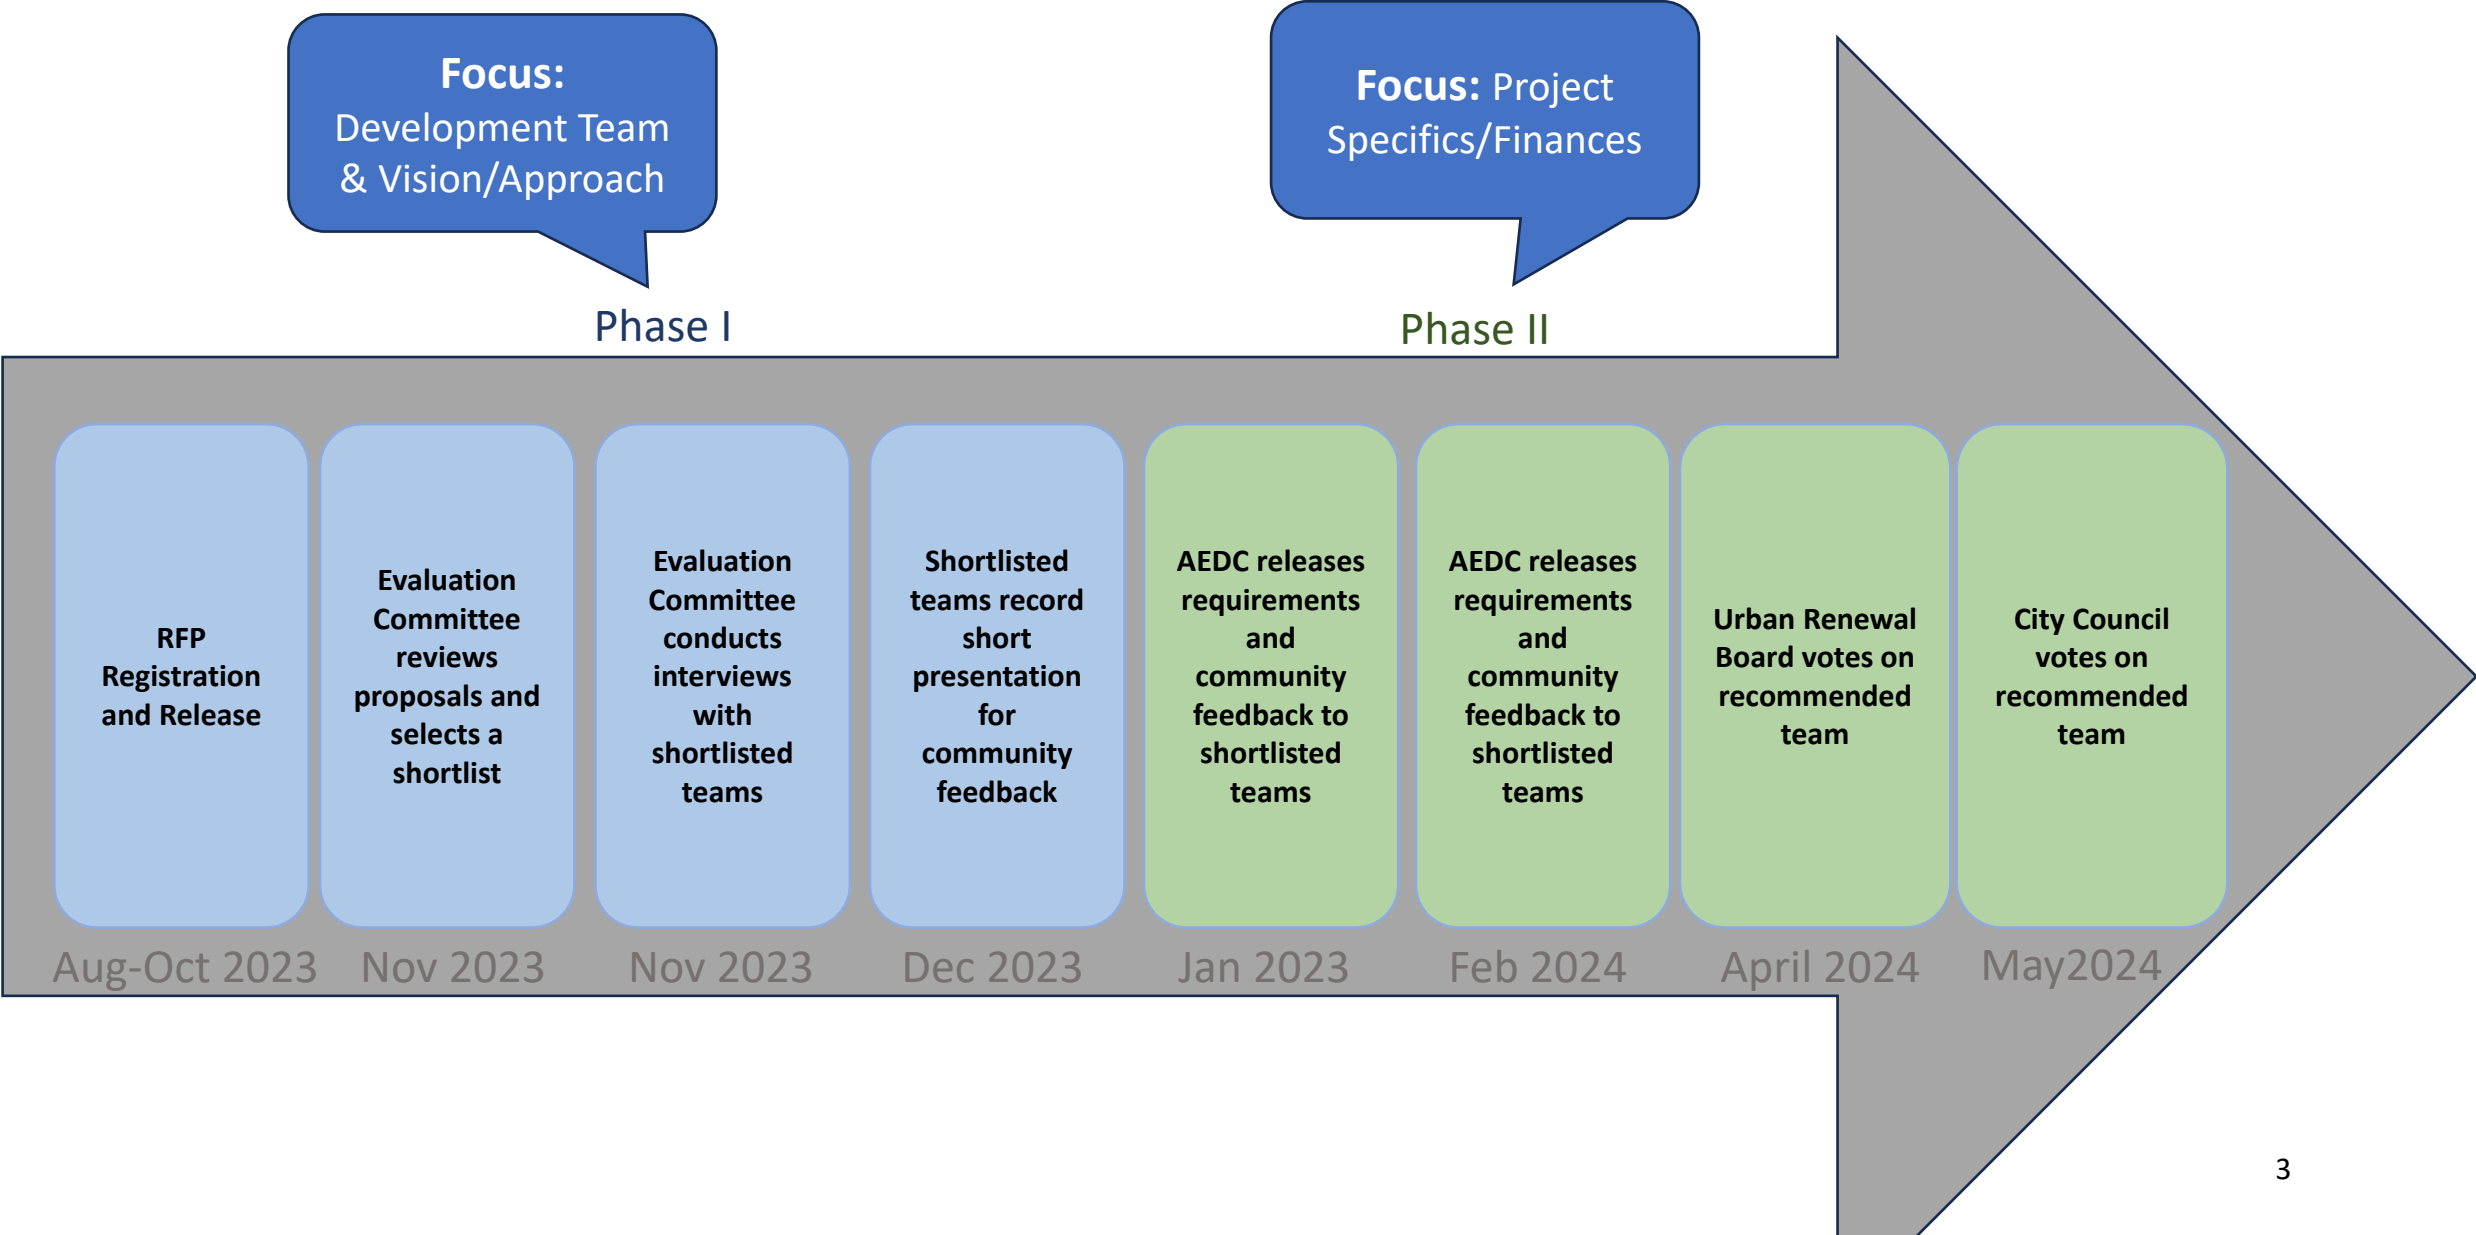 Focus:
Development Team
& Vision/Approach
Focus: Project
Specifics/Finances
Phase I
Phase II
RFP
Registration
and Release
Evaluation
Committee
reviews
proposals and
selects a
shortlist
Evaluation
Committee
conducts
interviews
with
shortlisted
teams
Shortlisted
teams record
short
presentation
for
community
feedback
AEDC releases
requirements
and
community
feedback to
shortlisted
teams
AEDC releases
requirements
and
community
feedback to
shortlisted
teams
Urban Renewal
Board votes on
recommended
team
City Council
votes on
recommended
team
Aug-Oct 2023
Nov 2023
Nov 2023
Dec 2023
Jan 2023
Feb 2024
April 2024
May2024
3